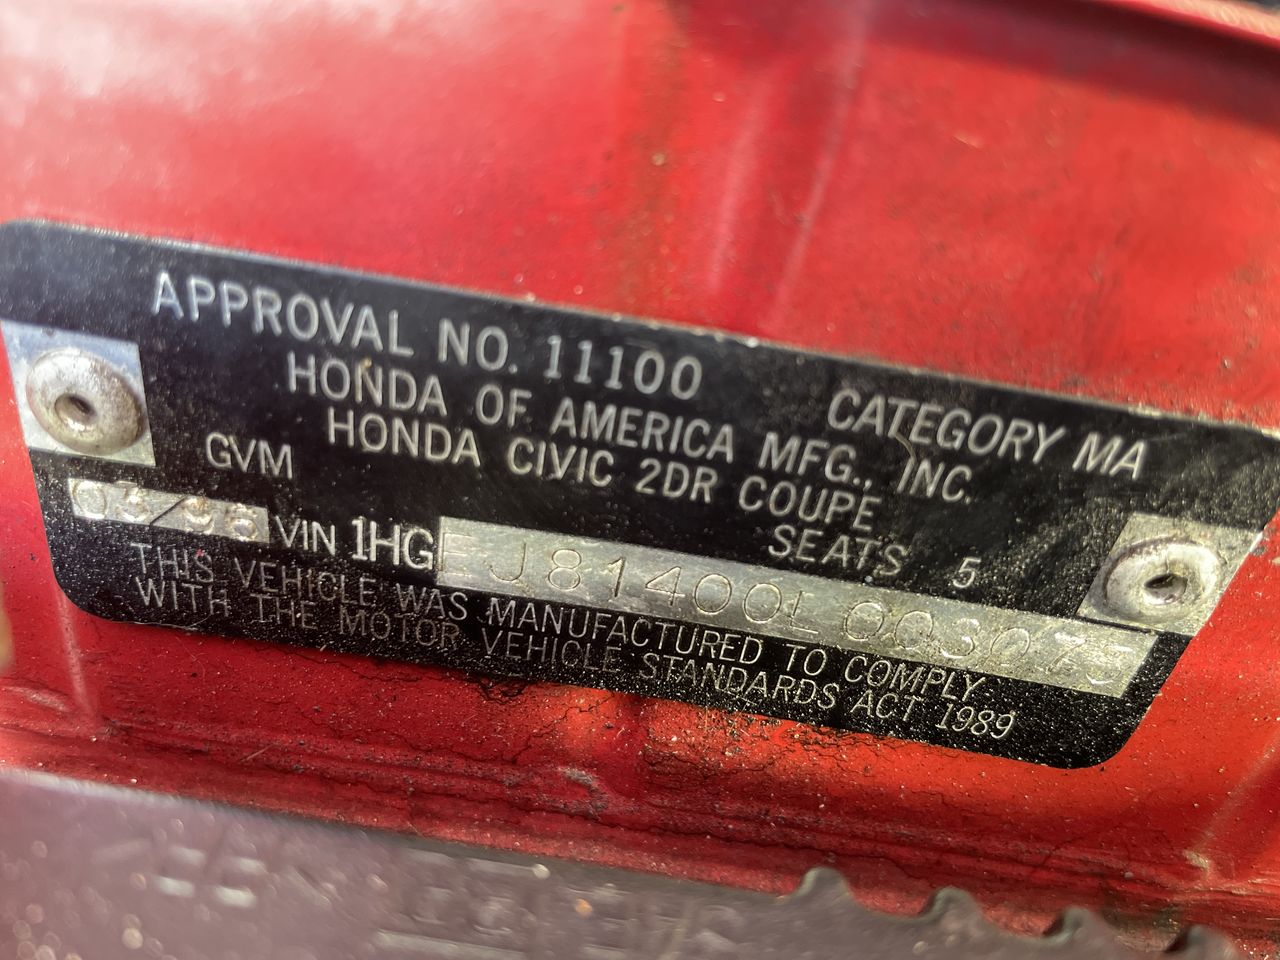 APPROVAL NO. 11100 CATEGORY MA
HONDA OF AMERICA MFG., INC.
HONDA CIVIC 2DR COUPE
GVM SEATS 5
VIN 1HGEJ81400L003073
THIS VEHICLE WAS MANUFACTURED TO COMPLY
WITH THE MOTOR VEHICLE STANDARDS ACT 1989